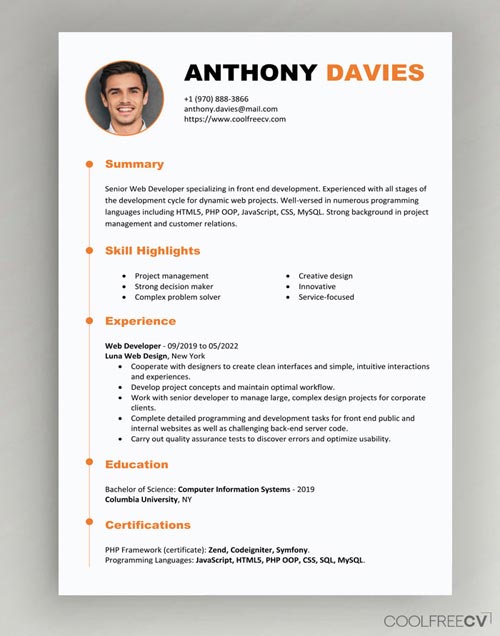 ANTHONY DAVIES
+1 (970) 888-3866
anthony.davies@mail.com
https://www.coolfreecv.com
Summary
Senior Web Developer specializing in front end development. Experienced with all stages of
the development cycle for dynamic web projects. Well-versed in numerous programming
languages including HTML5, PHP OOP, JavaScript, CSS, MySQL. Strong background in project
management and customer relations.
Skill Highlights
• Project management
• Strong decision maker
• Complex problem solver
• Creative design
• Innovative
• Service-focused
Experience
Web Developer - 09/2019 to 05/2022
Luna Web Design, New York
• Cooperate with designers to create clean interfaces and simple, intuitive interactions
and experiences.
• Develop project concepts and maintain optimal workflow.
• Work with senior developer to manage large, complex design projects for corporate
clients.
• Complete detailed programming and development tasks for front end public and
internal websites as well as challenging back-end server code.
• Carry out quality assurance tests to discover errors and optimize usability.
Education
Bachelor of Science: Computer Information Systems - 2019
Columbia University, NY
Certifications
PHP Framework (certificate): Zend, Codeigniter, Symfony.
Programming Languages: JavaScript, HTML5, PHP OOP, CSS, SQL, MySQL.
COOLFREECV